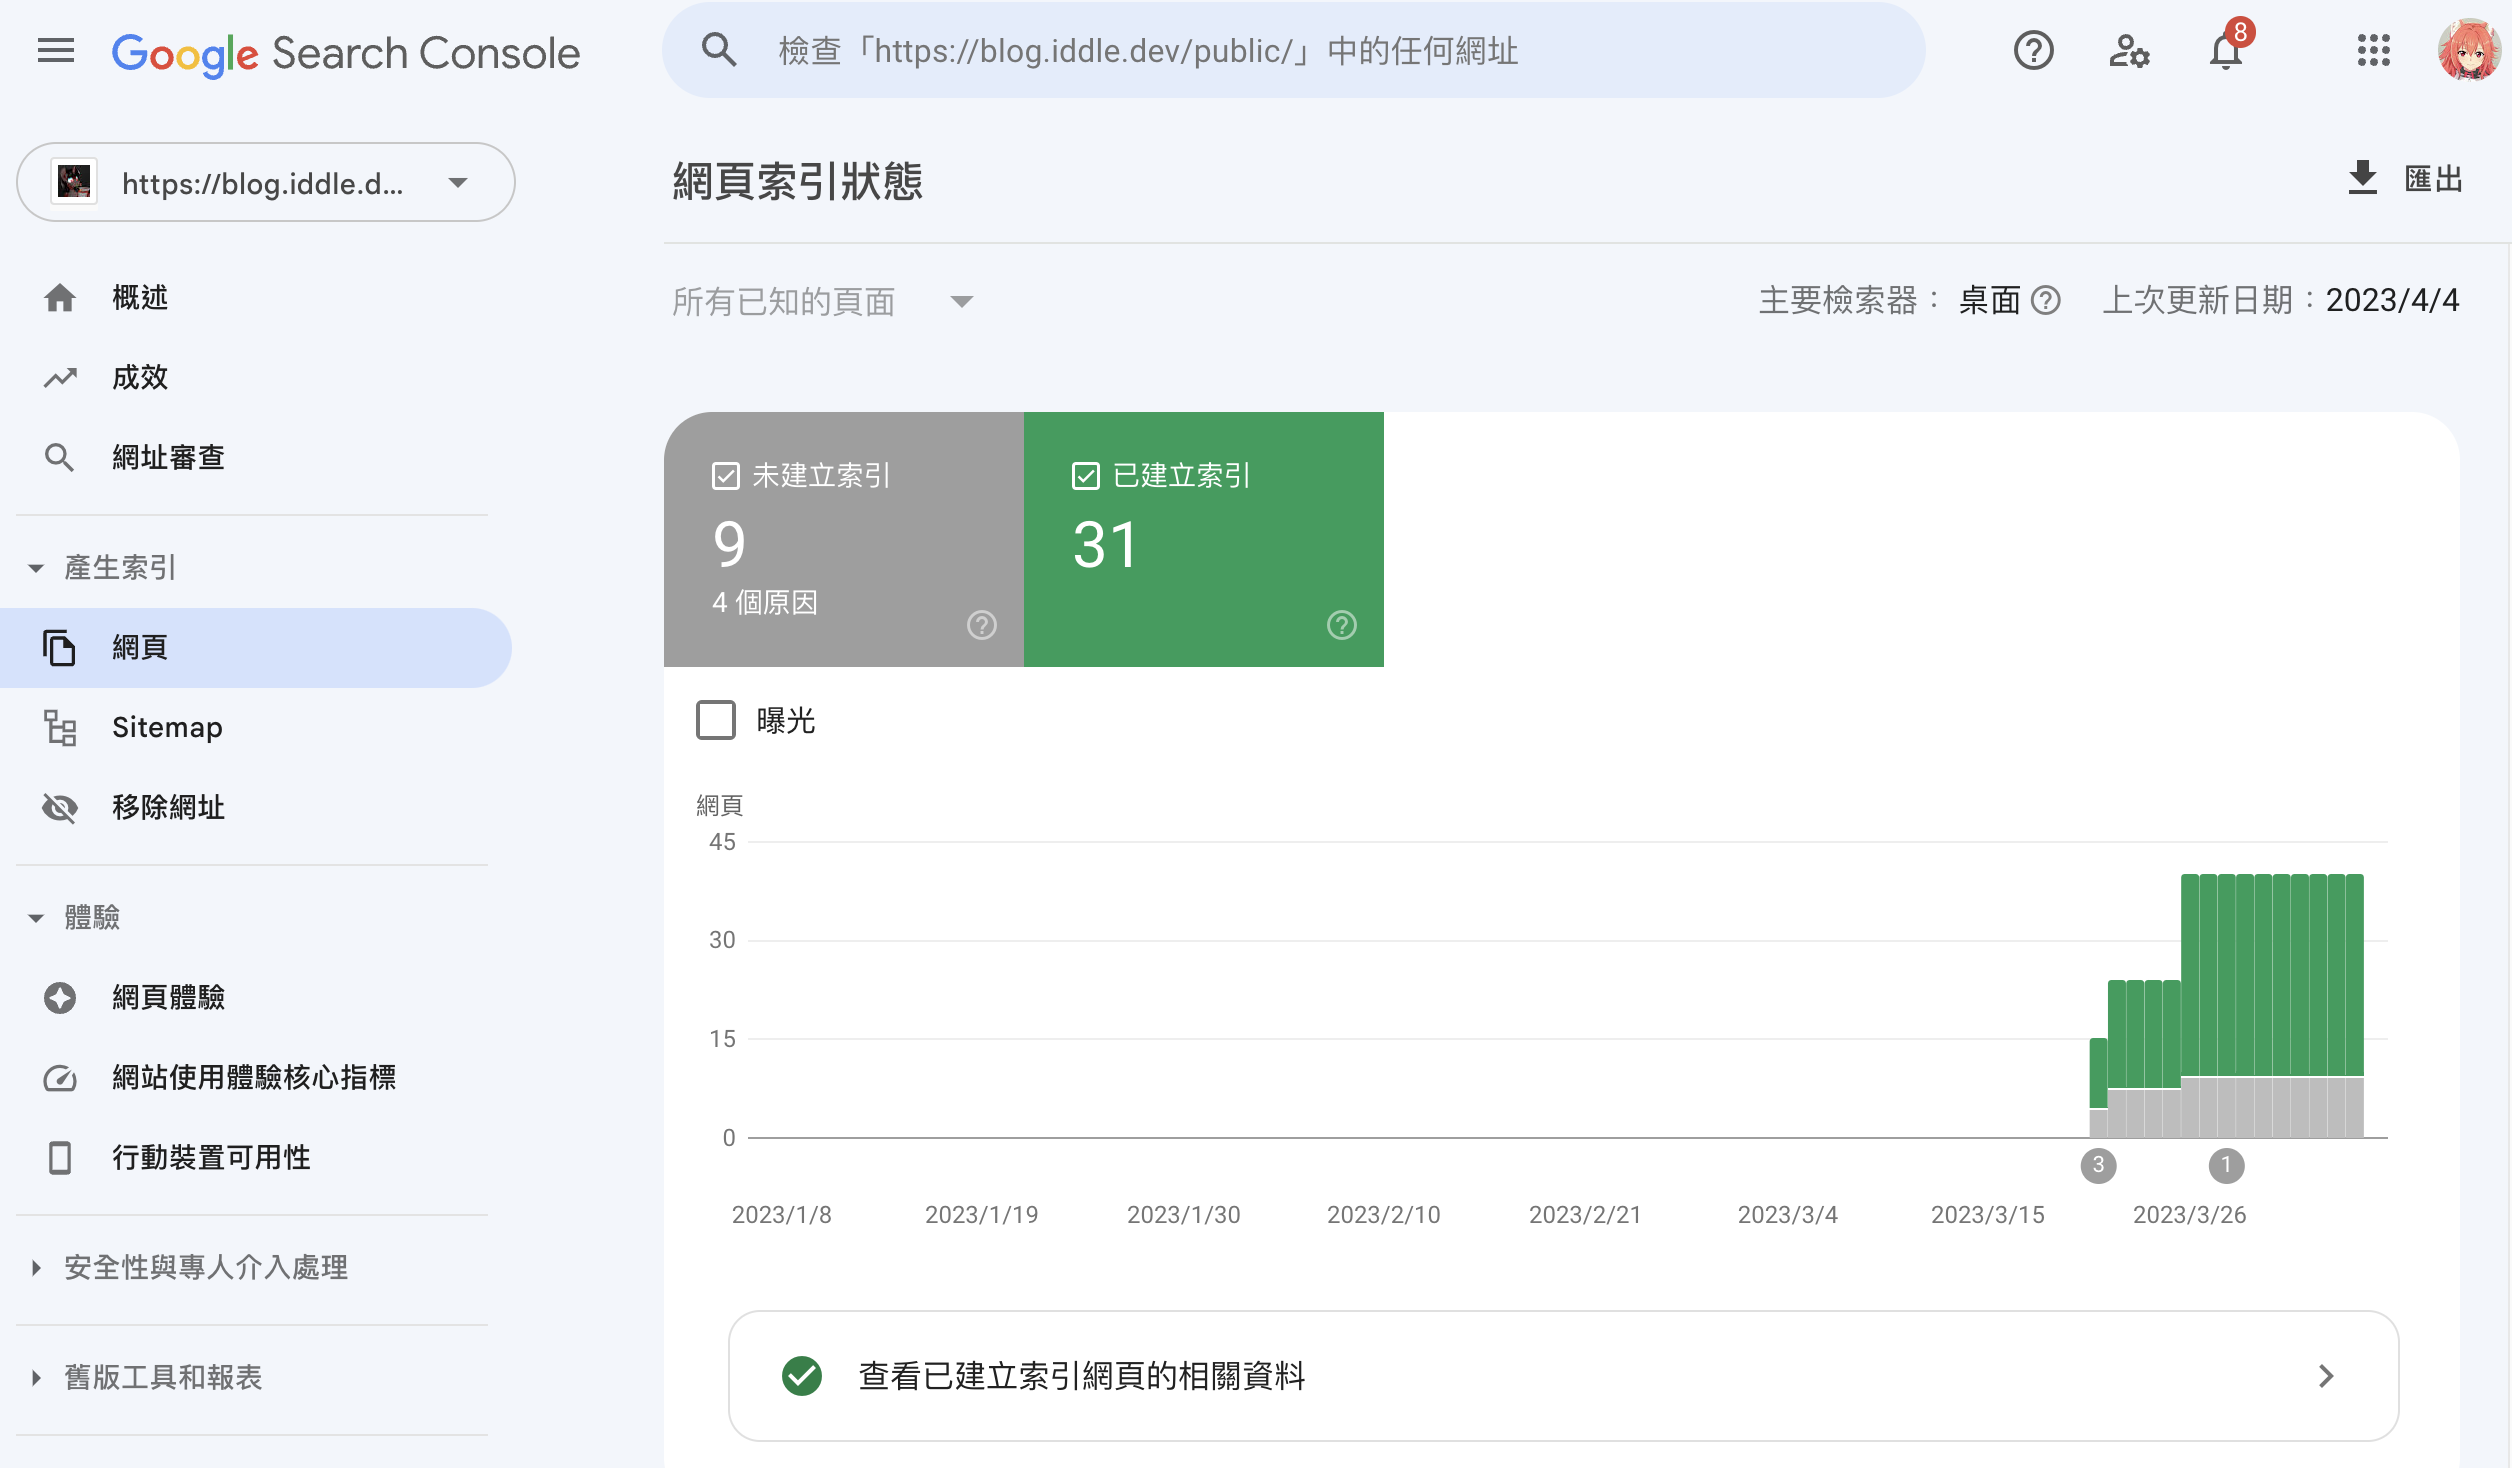 Google Search Console
檢查「https://blog.iddle.dev/public/」中的任何網址
8
https://blog.iddle.d...
網頁索引狀態
匯出
概述
成效
網址審查
產生索引
網頁
Sitemap
移除網址
體驗
網頁體驗
網站使用體驗核心指標
行動裝置可用性
安全性與專人介入處理
舊版工具和報表
所有已知的頁面
主要檢索器： 桌面
上次更新日期：2023/4/4
未建立索引
9
4 個原因
已建立索引
31
曝光
網頁
45
30
15
0
3
1
2023/1/8
2023/1/19
2023/1/30
2023/2/10
2023/2/21
2023/3/4
2023/3/15
2023/3/26
查看已建立索引網頁的相關資料